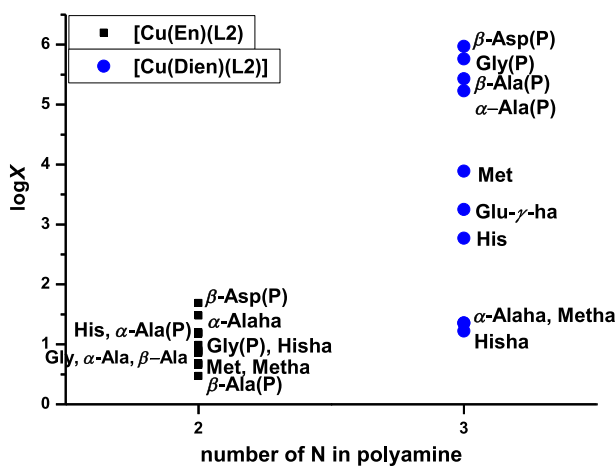 [Cu(En)(L2)
[Cu(Dien)(L2)]
6
5
4
3
2
1
0
logX
β-Asp(P)
Gly(P)
β-Ala(P)
α–Ala(P)
Met
Glu-γ-ha
His
α-Alaha, Metha
Hisha
β-Asp(P)
α-Alaha
His, α-Ala(P)
Gly(P), Hisha
Gly, α-Ala, β–Ala
Met, Metha
β-Ala(P)
2
3
number of N in polyamine